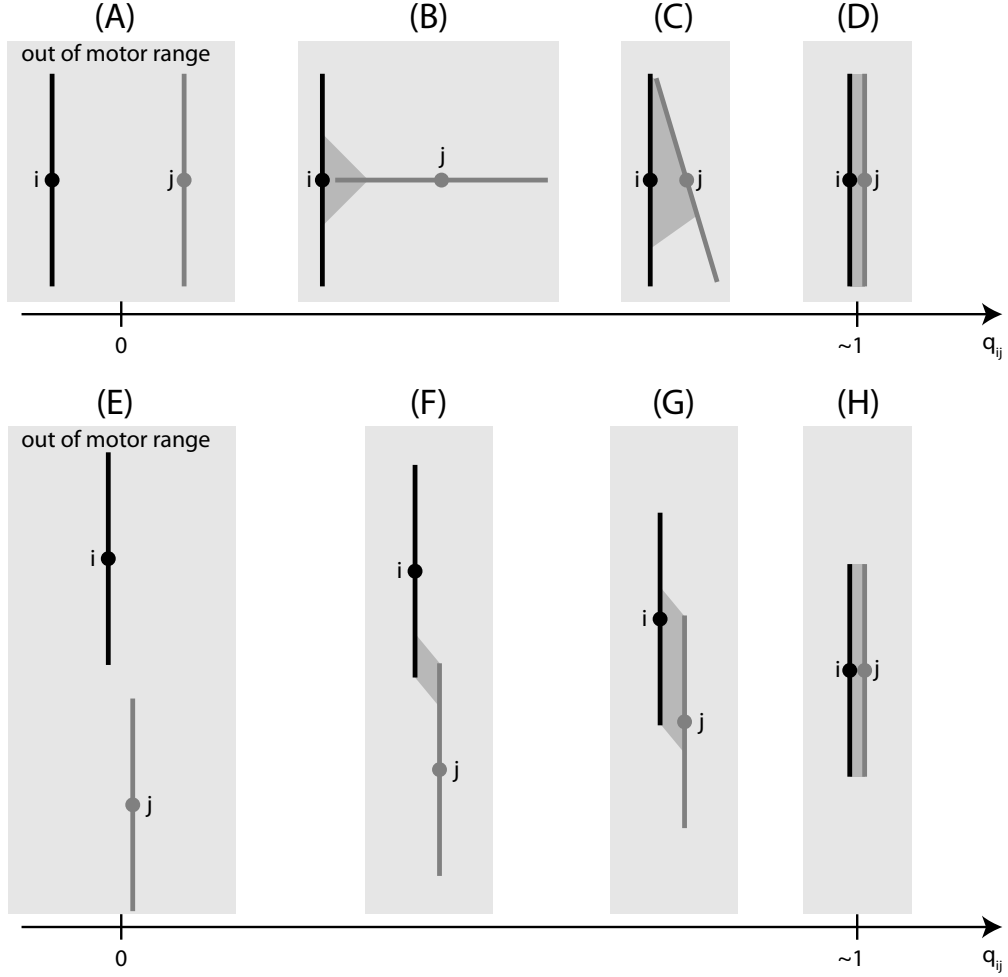 (A) (B) (C) (D)
out of motor range
i j i j i j i j
0 ~1 q_ij
(E) (F) (G) (H)
out of motor range
i j i j i j i j
0 ~1 q_ij